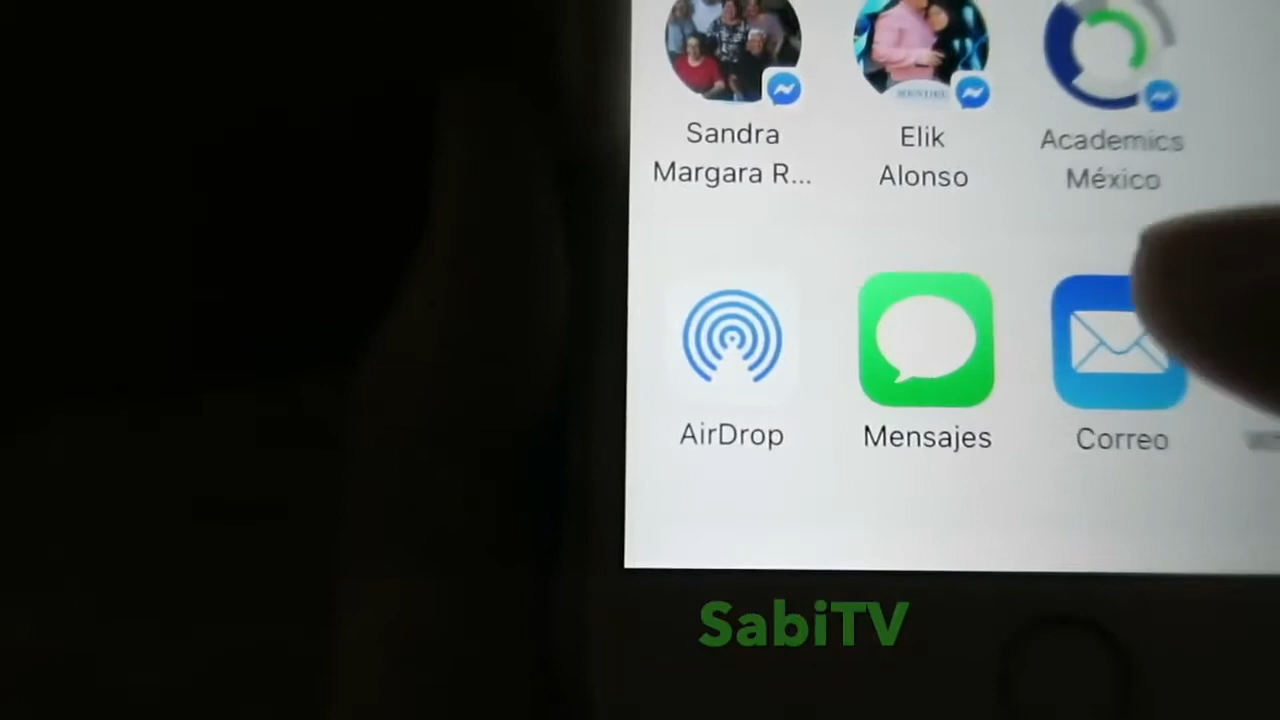 Sandra
Margara R...
Elik
Alonso
Academics
México
AirDrop
Mensajes
Correo
SabiTV